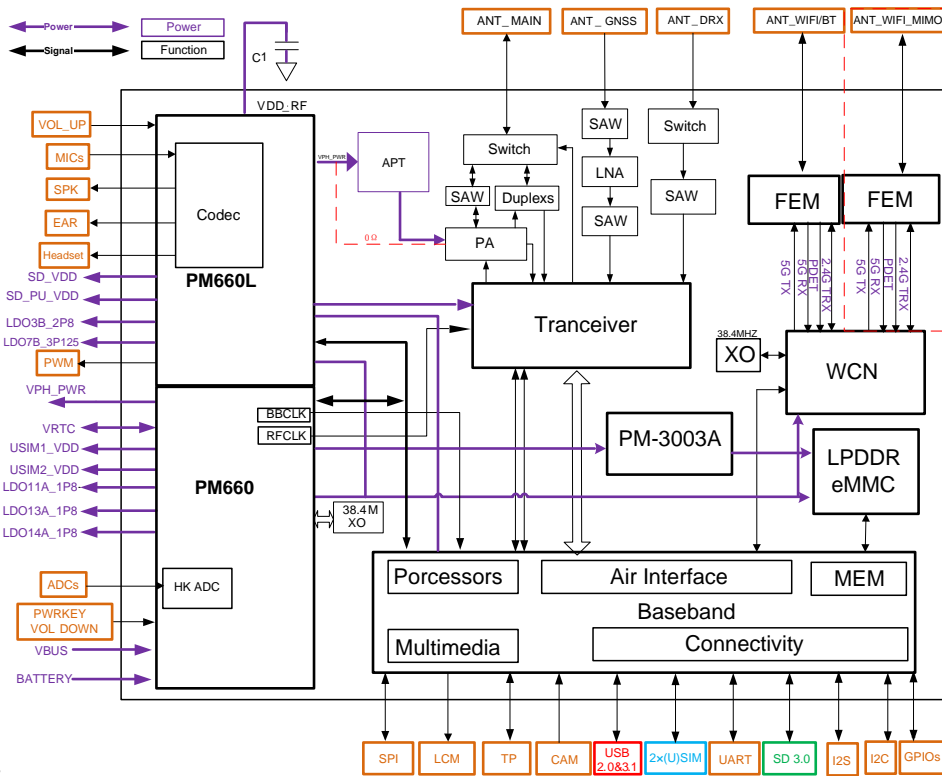 Power
Power
Signal
Function
C1
VDD_RF
ANT_MAIN
ANT_GNSS
ANT_DRX
ANT_WIFI/BT
ANT_WIFI_MIMO
VOL_UP
MICs
SPK
EAR
Headset
SD_VDD
SD_PU_VDD
LDO3B_2P8
LDO7B_3P125
PWM
VPH_PWR
VRTC
USIM1_VDD
USIM2_VDD
LDO11A_1P8
LDO13A_1P8
LDO14A_1P8
ADCs
PWRKEY
VOL DOWN
VBUS
BATTERY
Codec
PM660L
BBCLK
RFCLK
PM660
HK ADC
38.4M
XO
VPH_PWR
APT
0Ω
Switch
SAW
Duplexs
PA
SAW
LNA
SAW
Switch
SAW
Tranceiver
FEM
FEM
5G TX
5G RX
PDET
2.4G TRX
5G TX
5G RX
PDET
2.4G TRX
38.4MHZ
XO
WCN
PM-3003A
LPDDR
eMMC
Porcessors
Air Interface
MEM
Baseband
Multimedia
Connectivity
SPI
LCM
TP
CAM
USB
2.0&3.1
2×(U)SIM
UART
SD 3.0
I2S
I2C
GPIOs